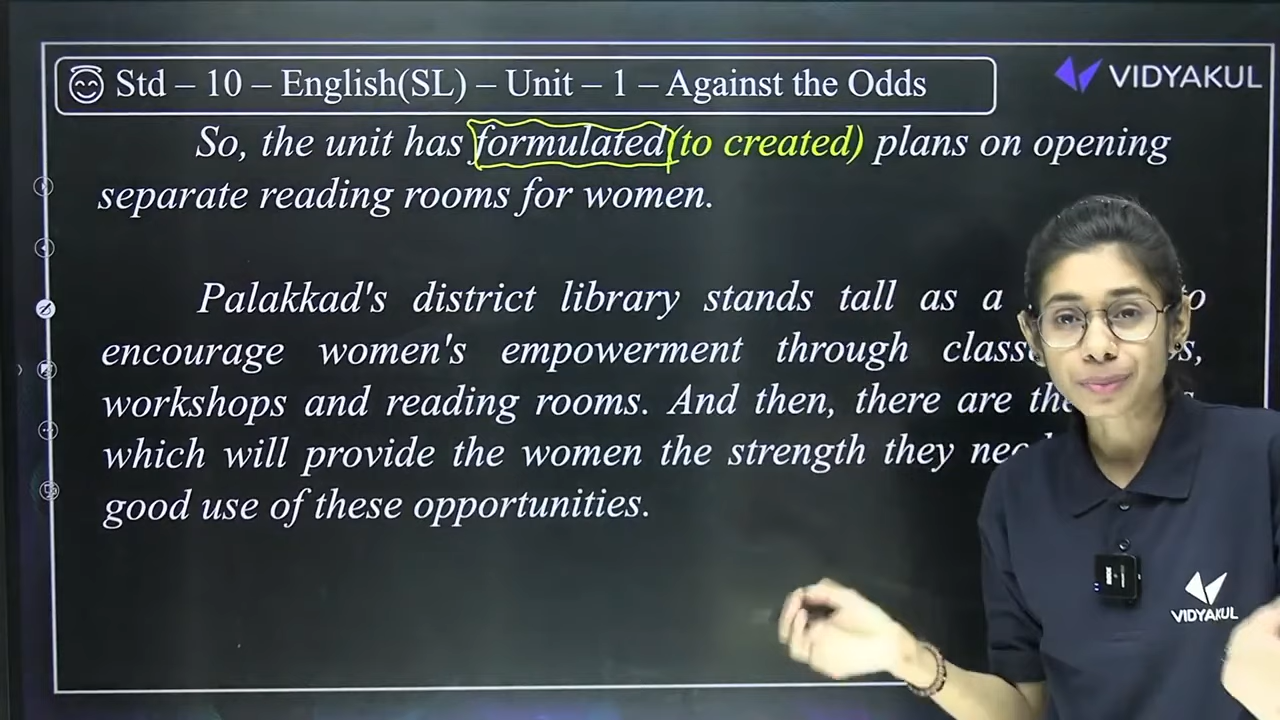 Std – 10 – English(SL) – Unit – 1 – Against the Odds
VIDYAKUL
So, the unit has formulated(to created) plans on opening
separate reading rooms for women.
Palakkad's district library stands tall as a to
encourage women's empowerment through
workshops and reading rooms. And then, there are
which will provide the women the strength they
good use of these opportunities.
VIDYAKUL